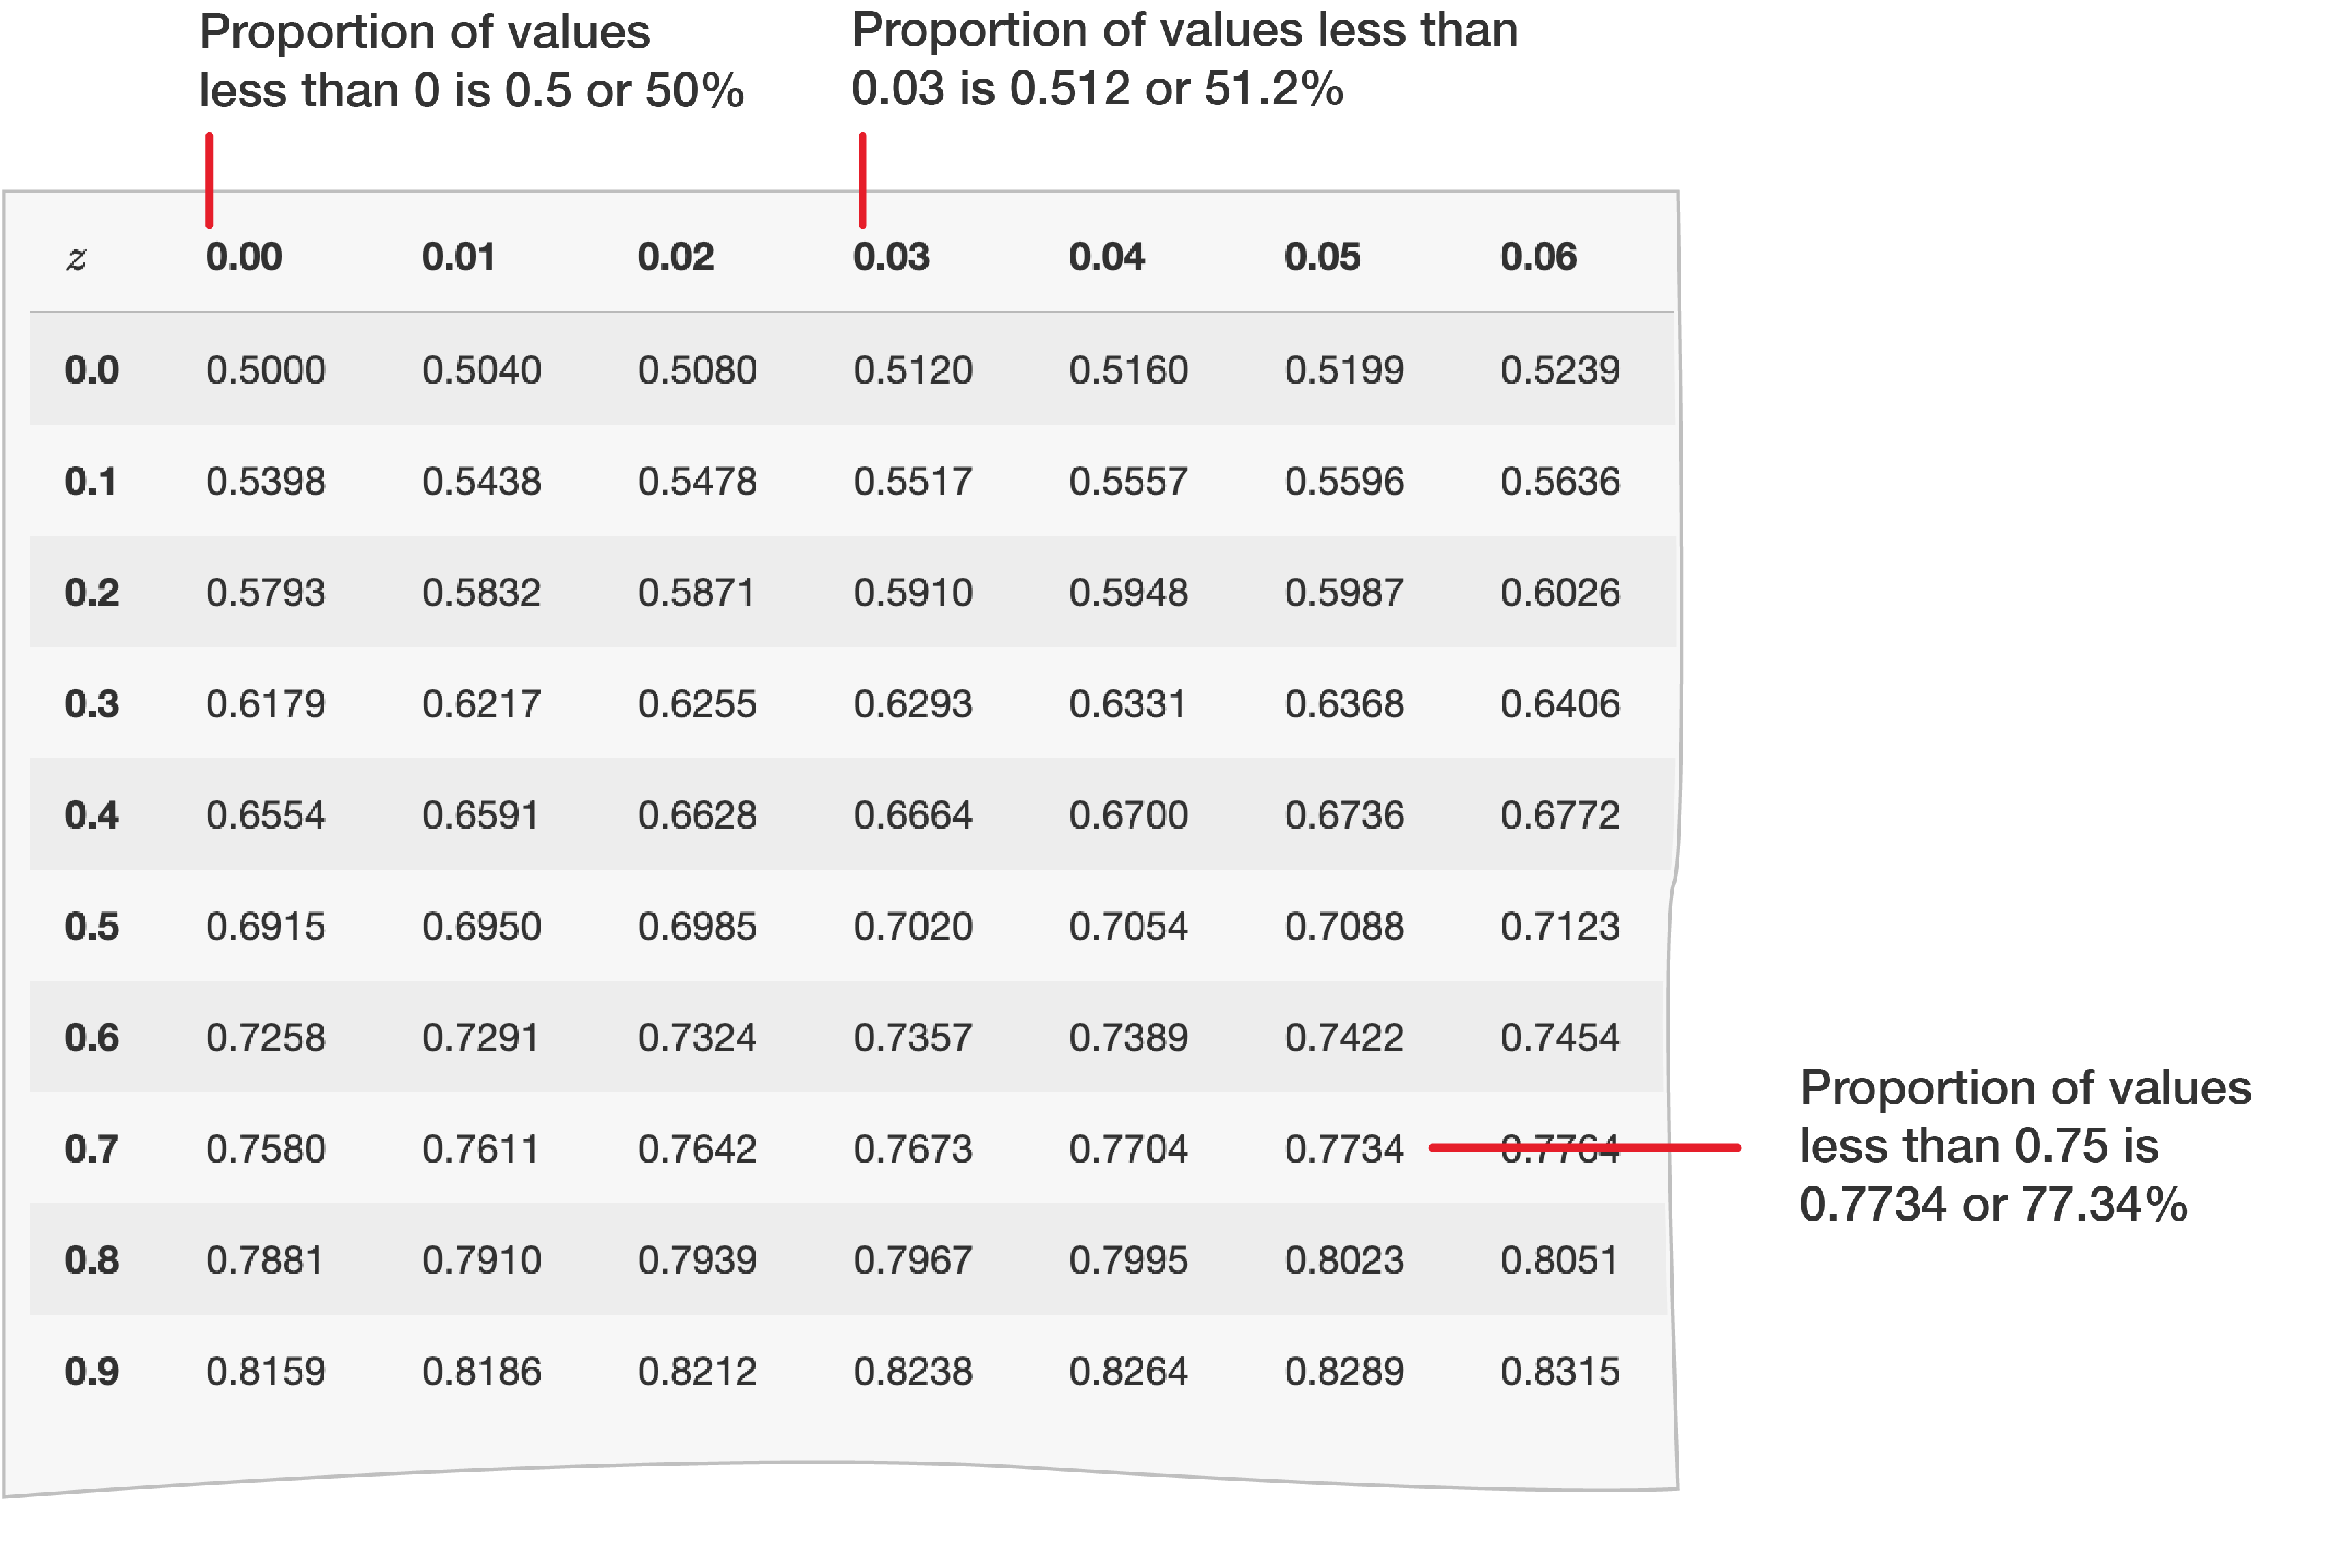 Proportion of values
less than 0 is 0.5 or 50%
Proportion of values less than
0.03 is 0.512 or 51.2%
z 0.00 0.01 0.02 0.03 0.04 0.05 0.06
0.0 0.5000 0.5040 0.5080 0.5120 0.5160 0.5199 0.5239
0.1 0.5398 0.5438 0.5478 0.5517 0.5557 0.5596 0.5636
0.2 0.5793 0.5832 0.5871 0.5910 0.5948 0.5987 0.6026
0.3 0.6179 0.6217 0.6255 0.6293 0.6331 0.6368 0.6406
0.4 0.6554 0.6591 0.6628 0.6664 0.6700 0.6736 0.6772
0.5 0.6915 0.6950 0.6985 0.7020 0.7054 0.7088 0.7123
0.6 0.7258 0.7291 0.7324 0.7357 0.7389 0.7422 0.7454
0.7 0.7580 0.7611 0.7642 0.7673 0.7704 0.7734 0.7764
0.8 0.7881 0.7910 0.7939 0.7967 0.7995 0.8023 0.8051
0.9 0.8159 0.8186 0.8212 0.8238 0.8264 0.8289 0.8315
Proportion of values
less than 0.75 is
0.7734 or 77.34%